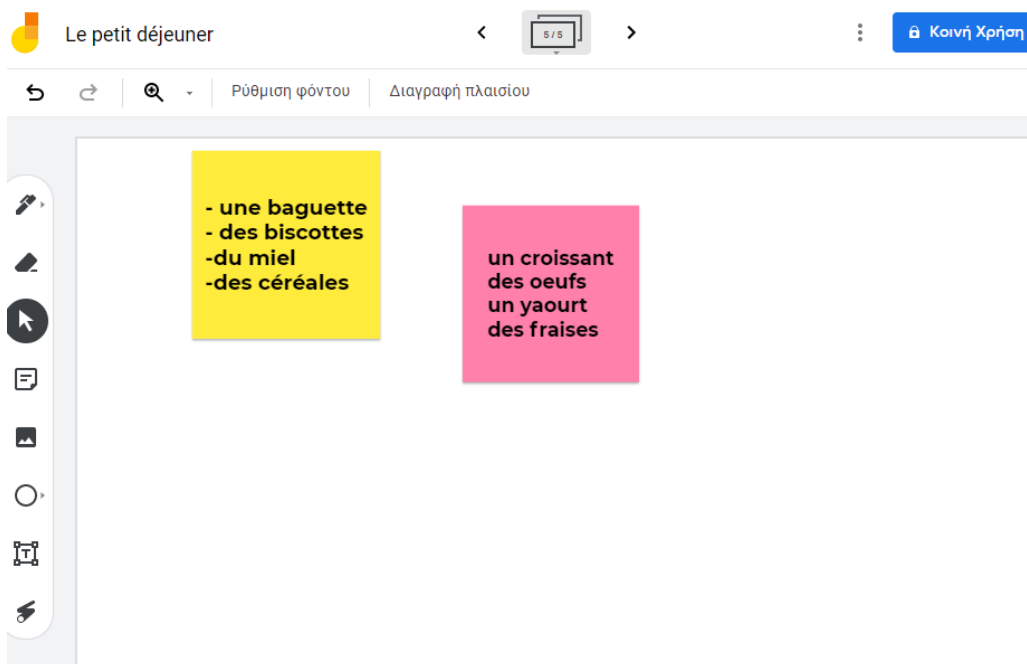 Le petit déjeuner
5 / 5
Κοινή Χρήση
Ρύθμιση φόντου
Διαγραφή πλαισίου
- une baguette
- des biscottes
-du miel
-des céréales
un croissant
des oeufs
un yaourt
des fraises